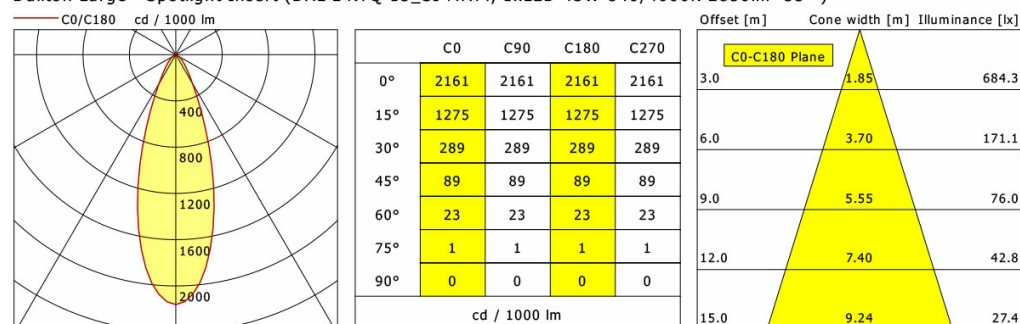 C0/C180 cd / 1000 lm
400
800
1200
1600
2000
C0 C90 C180 C270
0° 2161 2161 2161 2161
15° 1275 1275 1275 1275
30° 289 289 289 289
45° 89 89 89 89
60° 23 23 23 23
75° 1 1 1 1
90° 0 0 0 0
cd / 1000 lm
Offset [m] Cone width [m] Illuminance [lx]
C0-C180 Plane
3.0 1.85 684.3
6.0 3.70 171.1
9.0 5.55 76.0
12.0 7.40 42.8
15.0 9.24 27.4